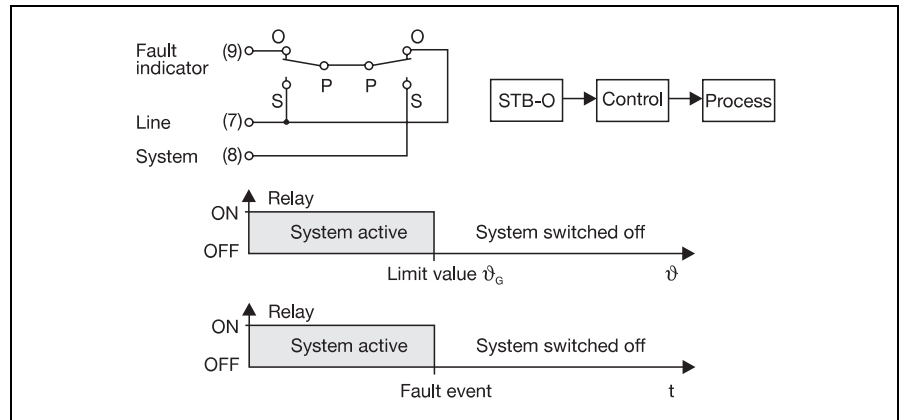 O O
Fault (9)
indicator
P P
S S
STB-O Control Process
Line (7)
System (8)
Relay
ON
System active System switched off
OFF
Limit value ϑG ϑ
Relay
ON
System active System switched off
OFF
Fault event t